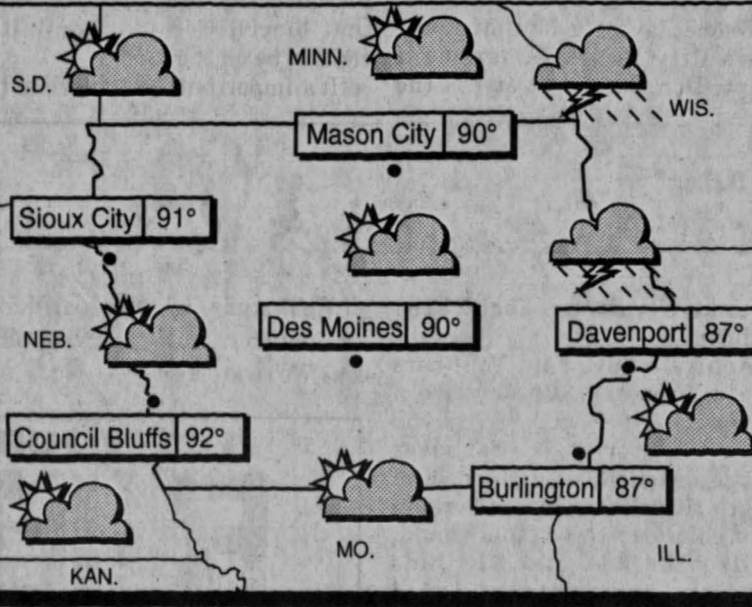 MINN.
S.D.
WIS.
Mason City 90°
Sioux City 91°
NEB.
Des Moines 90°
Davenport 87°
Council Bluffs 92°
Burlington 87°
MO.
ILL.
KAN.